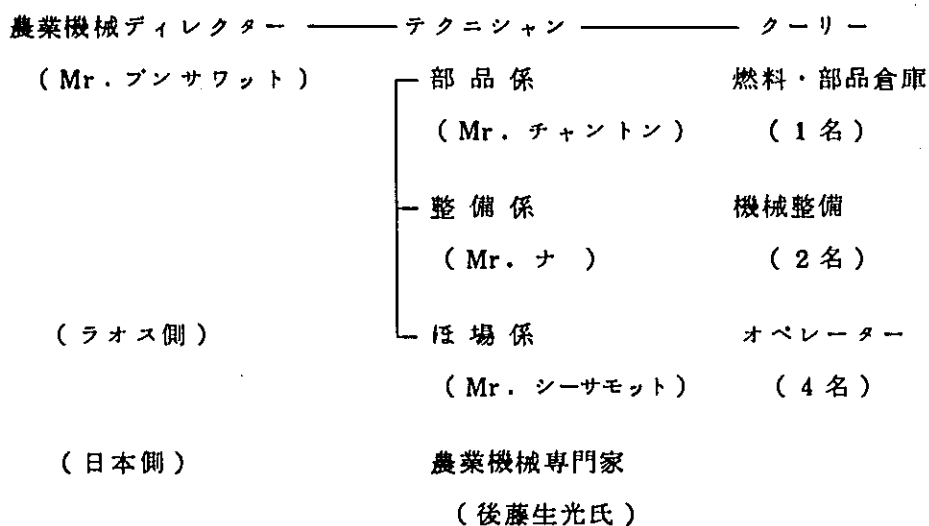 農業機械ディレクター ――― テクニシャン ――― クーリー
(Mr.ブンサワット) 部品係 燃料・部品倉庫
(Mr.チャントン) (1名)
整備係 機械整備
(Mr.ナ ) (2名)
(ラオス側) ほ場係 オペレーター
(Mr.シーサモット) (4名)
(日本側) 農業機械専門家
(後藤生光氏)